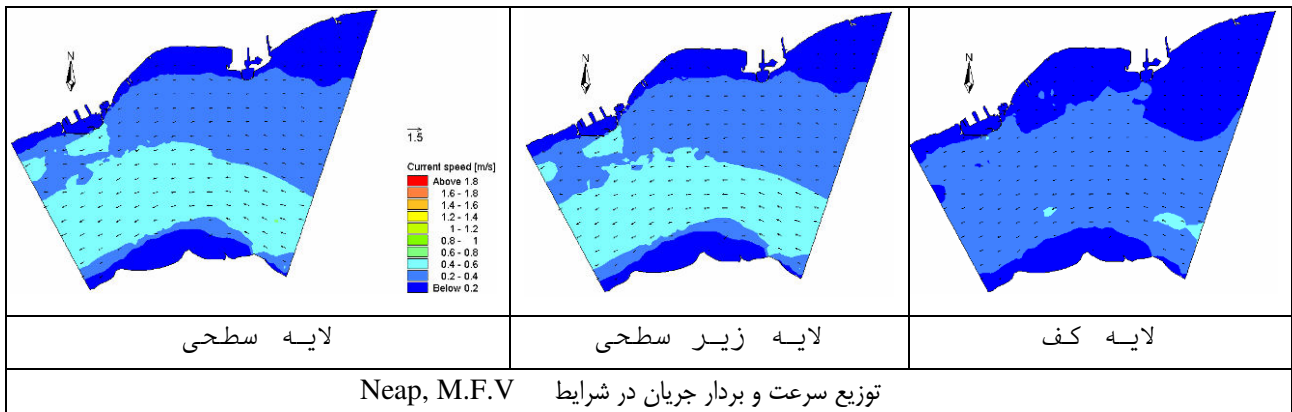 N
N
N
1.5
Current speed [m/s]
Above 1.8
1.6 - 1.8
1.4 - 1.6
1.2 - 1.4
1 - 1.2
0.8 - 1
0.6 - 0.8
0.4 - 0.6
0.2 - 0.4
Below 0.2
لایه سطحی
لایه زیر سطحی
لایه کف
توزیع سرعت و بردار جریان در شرایط Neap, M.F.V